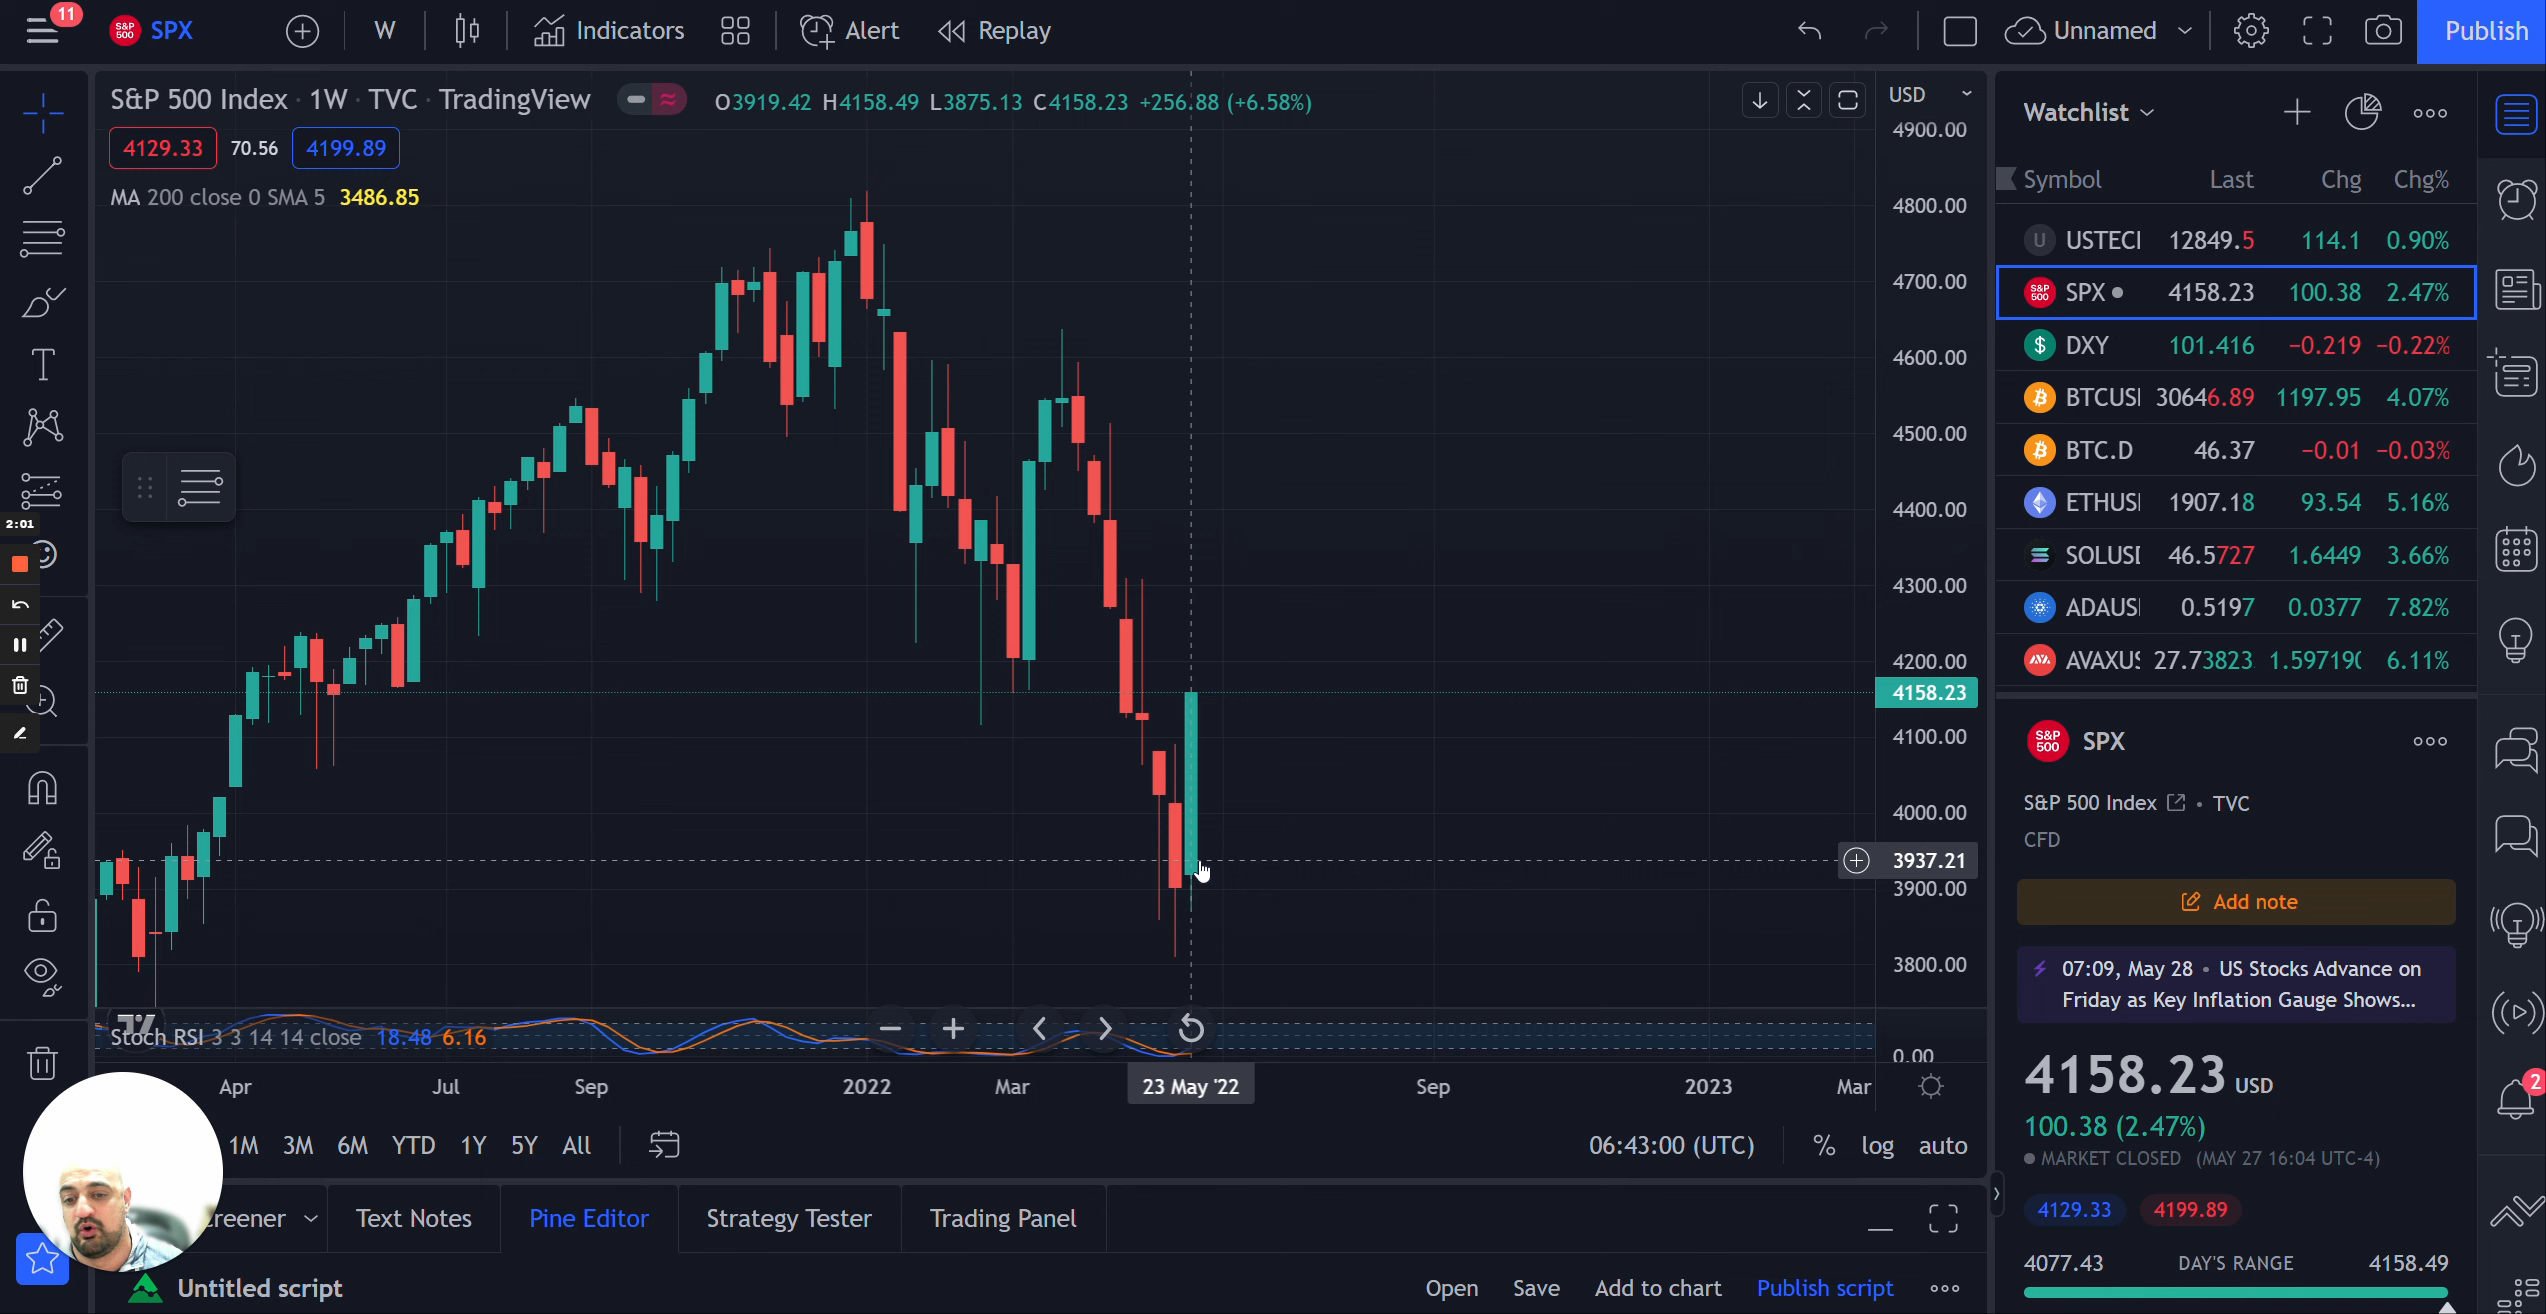 11
S&P 500 SPX
W
Indicators
Alert
Replay
Unnamed
Publish
S&P 500 Index · 1W · TVC · TradingView
O3919.42 H4158.49 L3875.13 C4158.23 +256.88 (+6.58%)
4129.33 70.56 4199.89
MA 200 close 0 SMA 5 3486.85
USD
4900.00
4800.00
4700.00
4600.00
4500.00
4400.00
4300.00
4200.00
4158.23
4100.00
4000.00
3937.21
3900.00
3800.00
0.00
2:01
Stoch RSI 3 3 14 14 close 18.48 6.16
Apr Jul Sep 2022 Mar 23 May '22 Sep 2023 Mar
1M 3M 6M YTD 1Y 5Y All
06:43:00 (UTC) % log auto
creener Text Notes Pine Editor Strategy Tester Trading Panel
Untitled script
Open Save Add to chart Publish script
Watchlist
Symbol Last Chg Chg%
U USTECI 12849.5 114.1 0.90%
S&P 500 SPX 4158.23 100.38 2.47%
$ DXY 101.416 −0.219 −0.22%
BTCUSI 30646.89 1197.95 4.07%
BTC.D 46.37 −0.01 −0.03%
ETHUSI 1907.18 93.54 5.16%
SOLUSI 46.5727 1.6449 3.66%
ADAUSI 0.5197 0.0377 7.82%
AVAXUS 27.73823 1.597190 6.11%
S&P 500 SPX
S&P 500 Index · TVC
CFD
Add note
07:09, May 28 · US Stocks Advance on
Friday as Key Inflation Gauge Shows...
4158.23 USD
100.38 (2.47%)
MARKET CLOSED (MAY 27 16:04 UTC-4)
4129.33 4199.89
4077.43 DAY'S RANGE 4158.49
2